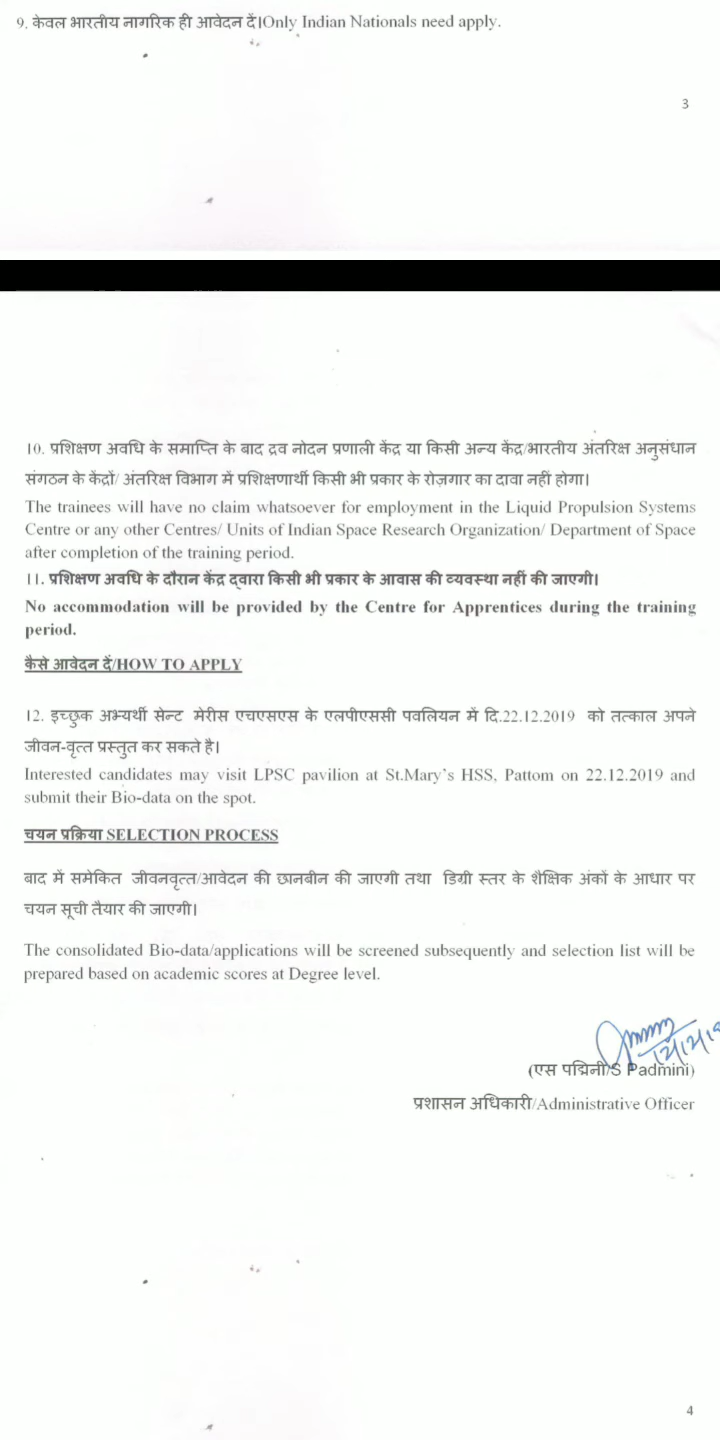 9. केवल भारतीय नागरिक ही आवेदन दें।Only Indian Nationals need apply.
3
10. प्रशिक्षण अवधि के समाप्ति के बाद द्रव नोदन प्रणाली केंद्र या किसी अन्य केंद्र/भारतीय अंतरिक्ष अनुसंधान
संगठन के केंद्रों/ अंतरिक्ष विभाग में प्रशिक्षणार्थी किसी भी प्रकार के रोज़गार का दावा नहीं होगा।
The trainees will have no claim whatsoever for employment in the Liquid Propulsion Systems
Centre or any other Centres/ Units of Indian Space Research Organization/ Department of Space
after completion of the training period.
11. प्रशिक्षण अवधि के दौरान केंद्र द्वारा किसी भी प्रकार के आवास की व्यवस्था नहीं की जाएगी।
No accommodation will be provided by the Centre for Apprentices during the training
period.
कैसे आवेदन दें/HOW TO APPLY
12. इच्छुक अभ्यर्थी सेन्ट मेरीस एचएसएस के एलपीएससी पवलियन में दि.22.12.2019 को तत्काल अपने
जीवन-वृत्त प्रस्तुत कर सकते है।
Interested candidates may visit LPSC pavilion at St.Mary's HSS, Pattom on 22.12.2019 and
submit their Bio-data on the spot.
चयन प्रक्रिया SELECTION PROCESS
बाद में समेकित जीवनवृत्त/आवेदन की छानबीन की जाएगी तथा डिग्री स्तर के शैक्षिक अंकों के आधार पर
चयन सूची तैयार की जाएगी।
The consolidated Bio-data/applications will be screened subsequently and selection list will be
prepared based on academic scores at Degree level.
(एस पद्मिनी/S Padmini)
प्रशासन अधिकारी/Administrative Officer
4